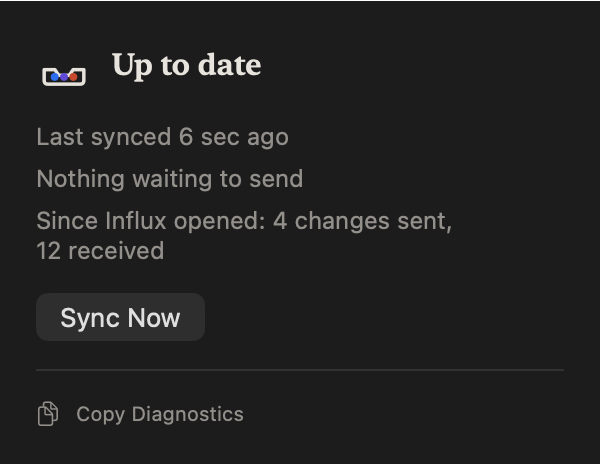 Up to date
Last synced 6 sec ago
Nothing waiting to send
Since Influx opened: 4 changes sent,
12 received
Sync Now
Copy Diagnostics